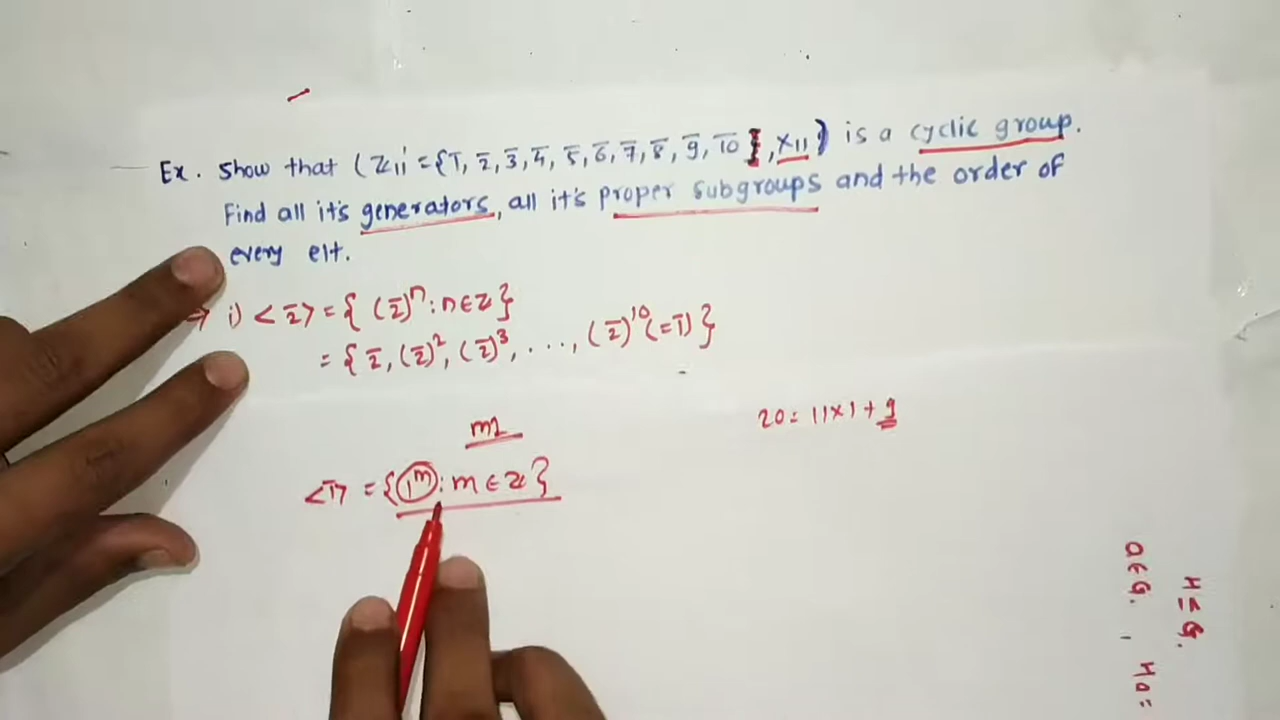 Ex. Show that (Z₁₁' = {1̄, 2̄, 3̄, 4̄, 5̄, 6̄, 7̄, 8̄, 9̄, 1̄0̄}, ×₁₁) is a cyclic group.
Find all it's generators, all it's proper subgroups and the order of
every elt.
→ i) <2̄> = { (2̄)ⁿ : n ∈ Z }
= { 2̄, (2̄)², (2̄)³, ..., (2̄)¹⁰ (=1̄) }
m1
20 = 11×1 + 9
<1̄> = { 1ᵐ : m ∈ Z }
H ≤ G.
a ∈ G. , Ha =